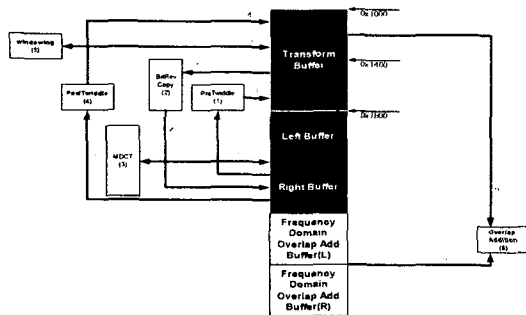 0x1000
Windowing
(5)
Transform
Buffer
BitRev
Copy
(2)
0x1400
PostTwiddle
(4)
PreTwiddle
(1)
0x1800
Left Buffer
MDCT
(3)
Right Buffer
Frequency
Domain
Overlap Add
Buffer(L)
Overlap
Addition
(6)
Frequency
Domain
Overlap Add
Buffer(R)